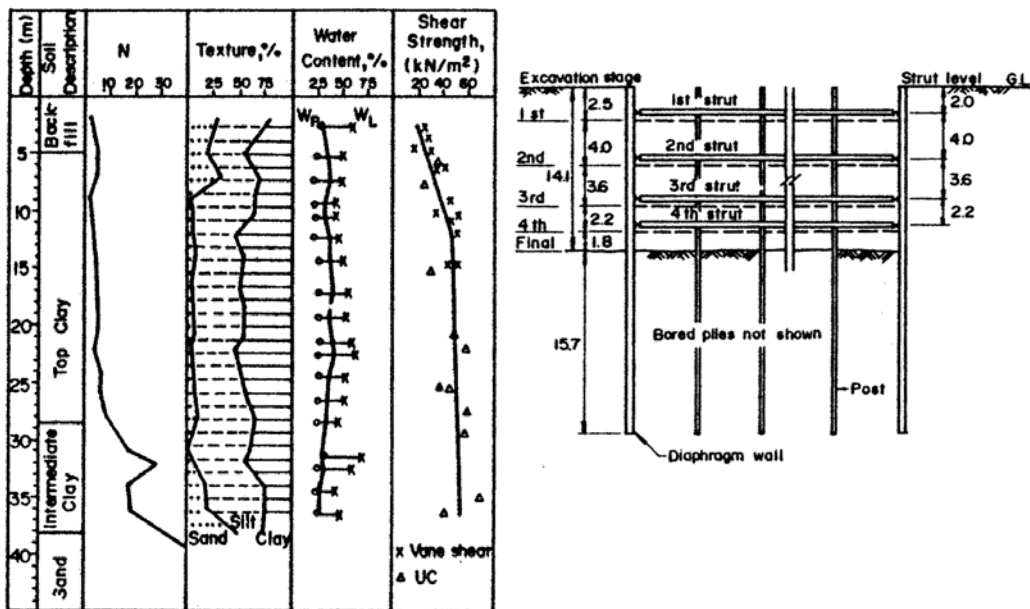 Depth (m)
Soil Description
N
10 20 30
Texture, %
25 50 75
Water Content, %
25 50 75
Shear Strength, (kN/m²)
20 40 60
Back fill
Top Clay
Intermediate Clay
Sand
5
10
15
20
25
30
35
40
Wp
WL
Sand
Silt
Clay
x Vane shear
△ UC
Excavation stage
Strut level
G.L
1st
2nd
3rd
4th
Final
14.1
15.7
2.5
4.0
3.6
2.2
1.8
1st strut
2nd strut
3rd strut
4th strut
2.0
4.0
3.6
2.2
Bored piles not shown
Post
Diaphragm wall